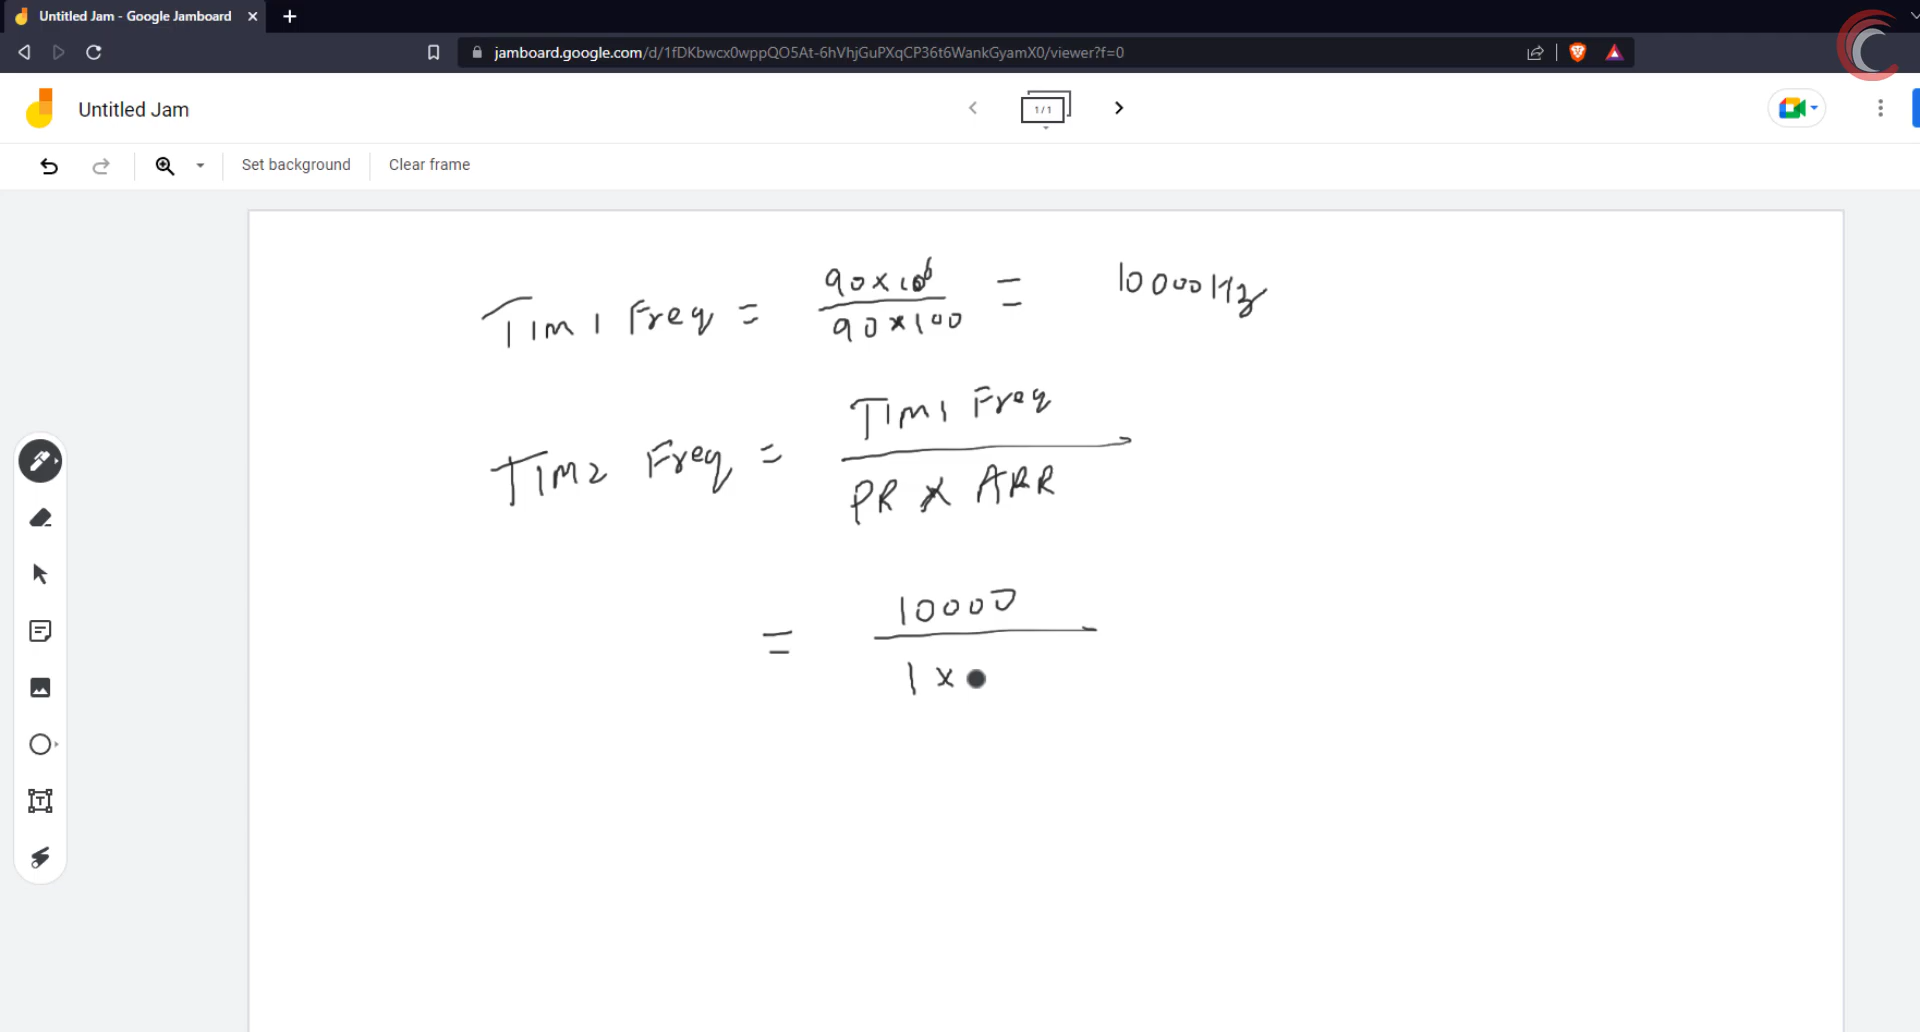 Untitled Jam - Google Jamboard
jamboard.google.com/d/1fDKbwcx0wppQO5At-6hVhjGuPXqCP36t6WankGyamX0/viewer?f=0
Untitled Jam
1 / 1
Set background
Clear frame
TIM1 Freq = 90×10⁶ / 90×100 = 10000Hz
TIM2 Freq = TIM1 Freq / PR × ARR
= 10000 / 1 ×